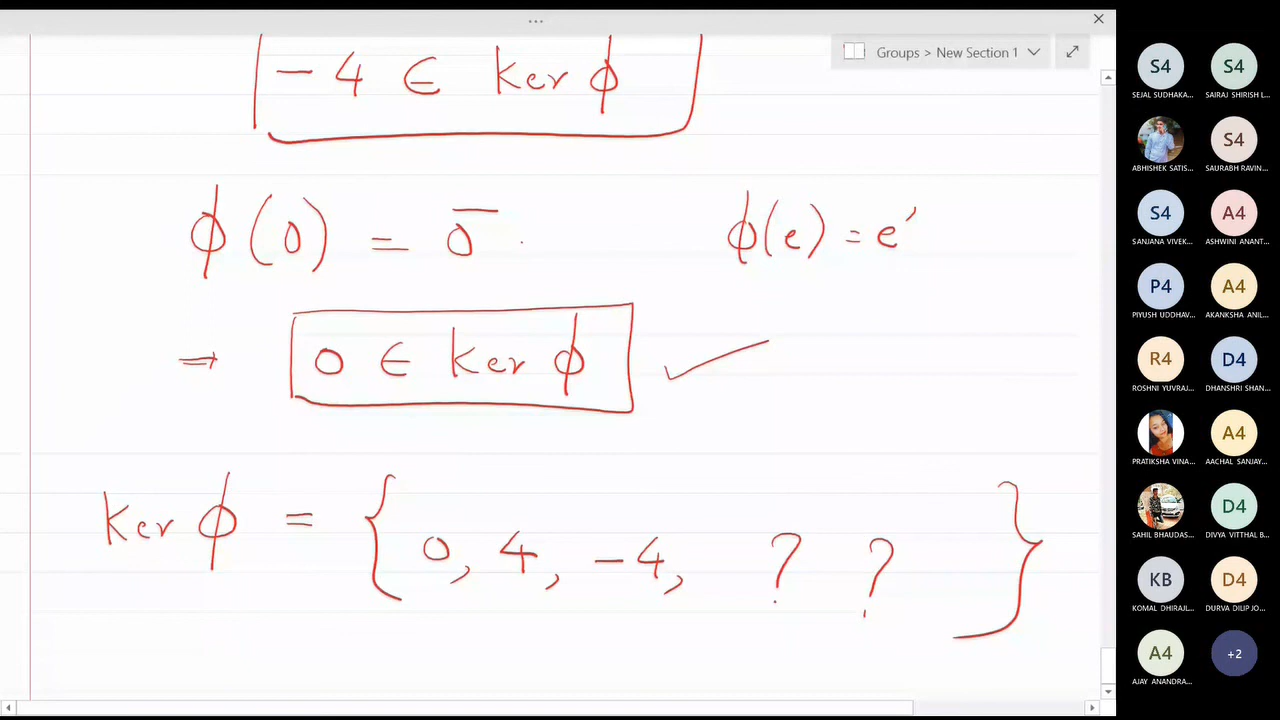 ...
Groups > New Section 1
-4 ∈ Ker ϕ
ϕ(0) = 0̅ ϕ(e) = e′
⇒ 0 ∈ Ker ϕ ✓
Ker ϕ = { 0, 4, -4, ? ? }
S4 S4
SEJAL SUDHAKA... SAIRAJ SHIRISH L...
S4
ABHISHEK SATIS... SAURABH RAVIN...
S4 A4
SANJANA VIVEK... ASHWINI ANANT...
P4 A4
PIYUSH UDDHAV... AKANKSHA ANIL...
R4 D4
ROSHNI YUVRAJ... DHANSHRI SHAN...
A4
PRATIKSHA VINA... AACHAL SANJAY...
D4
SAHIL BHAUDAS... DIVYA VITTHAL B...
KB D4
KOMAL DHIRAJL... DURVA DILIP JO...
A4 +2
AJAY ANANDRA...